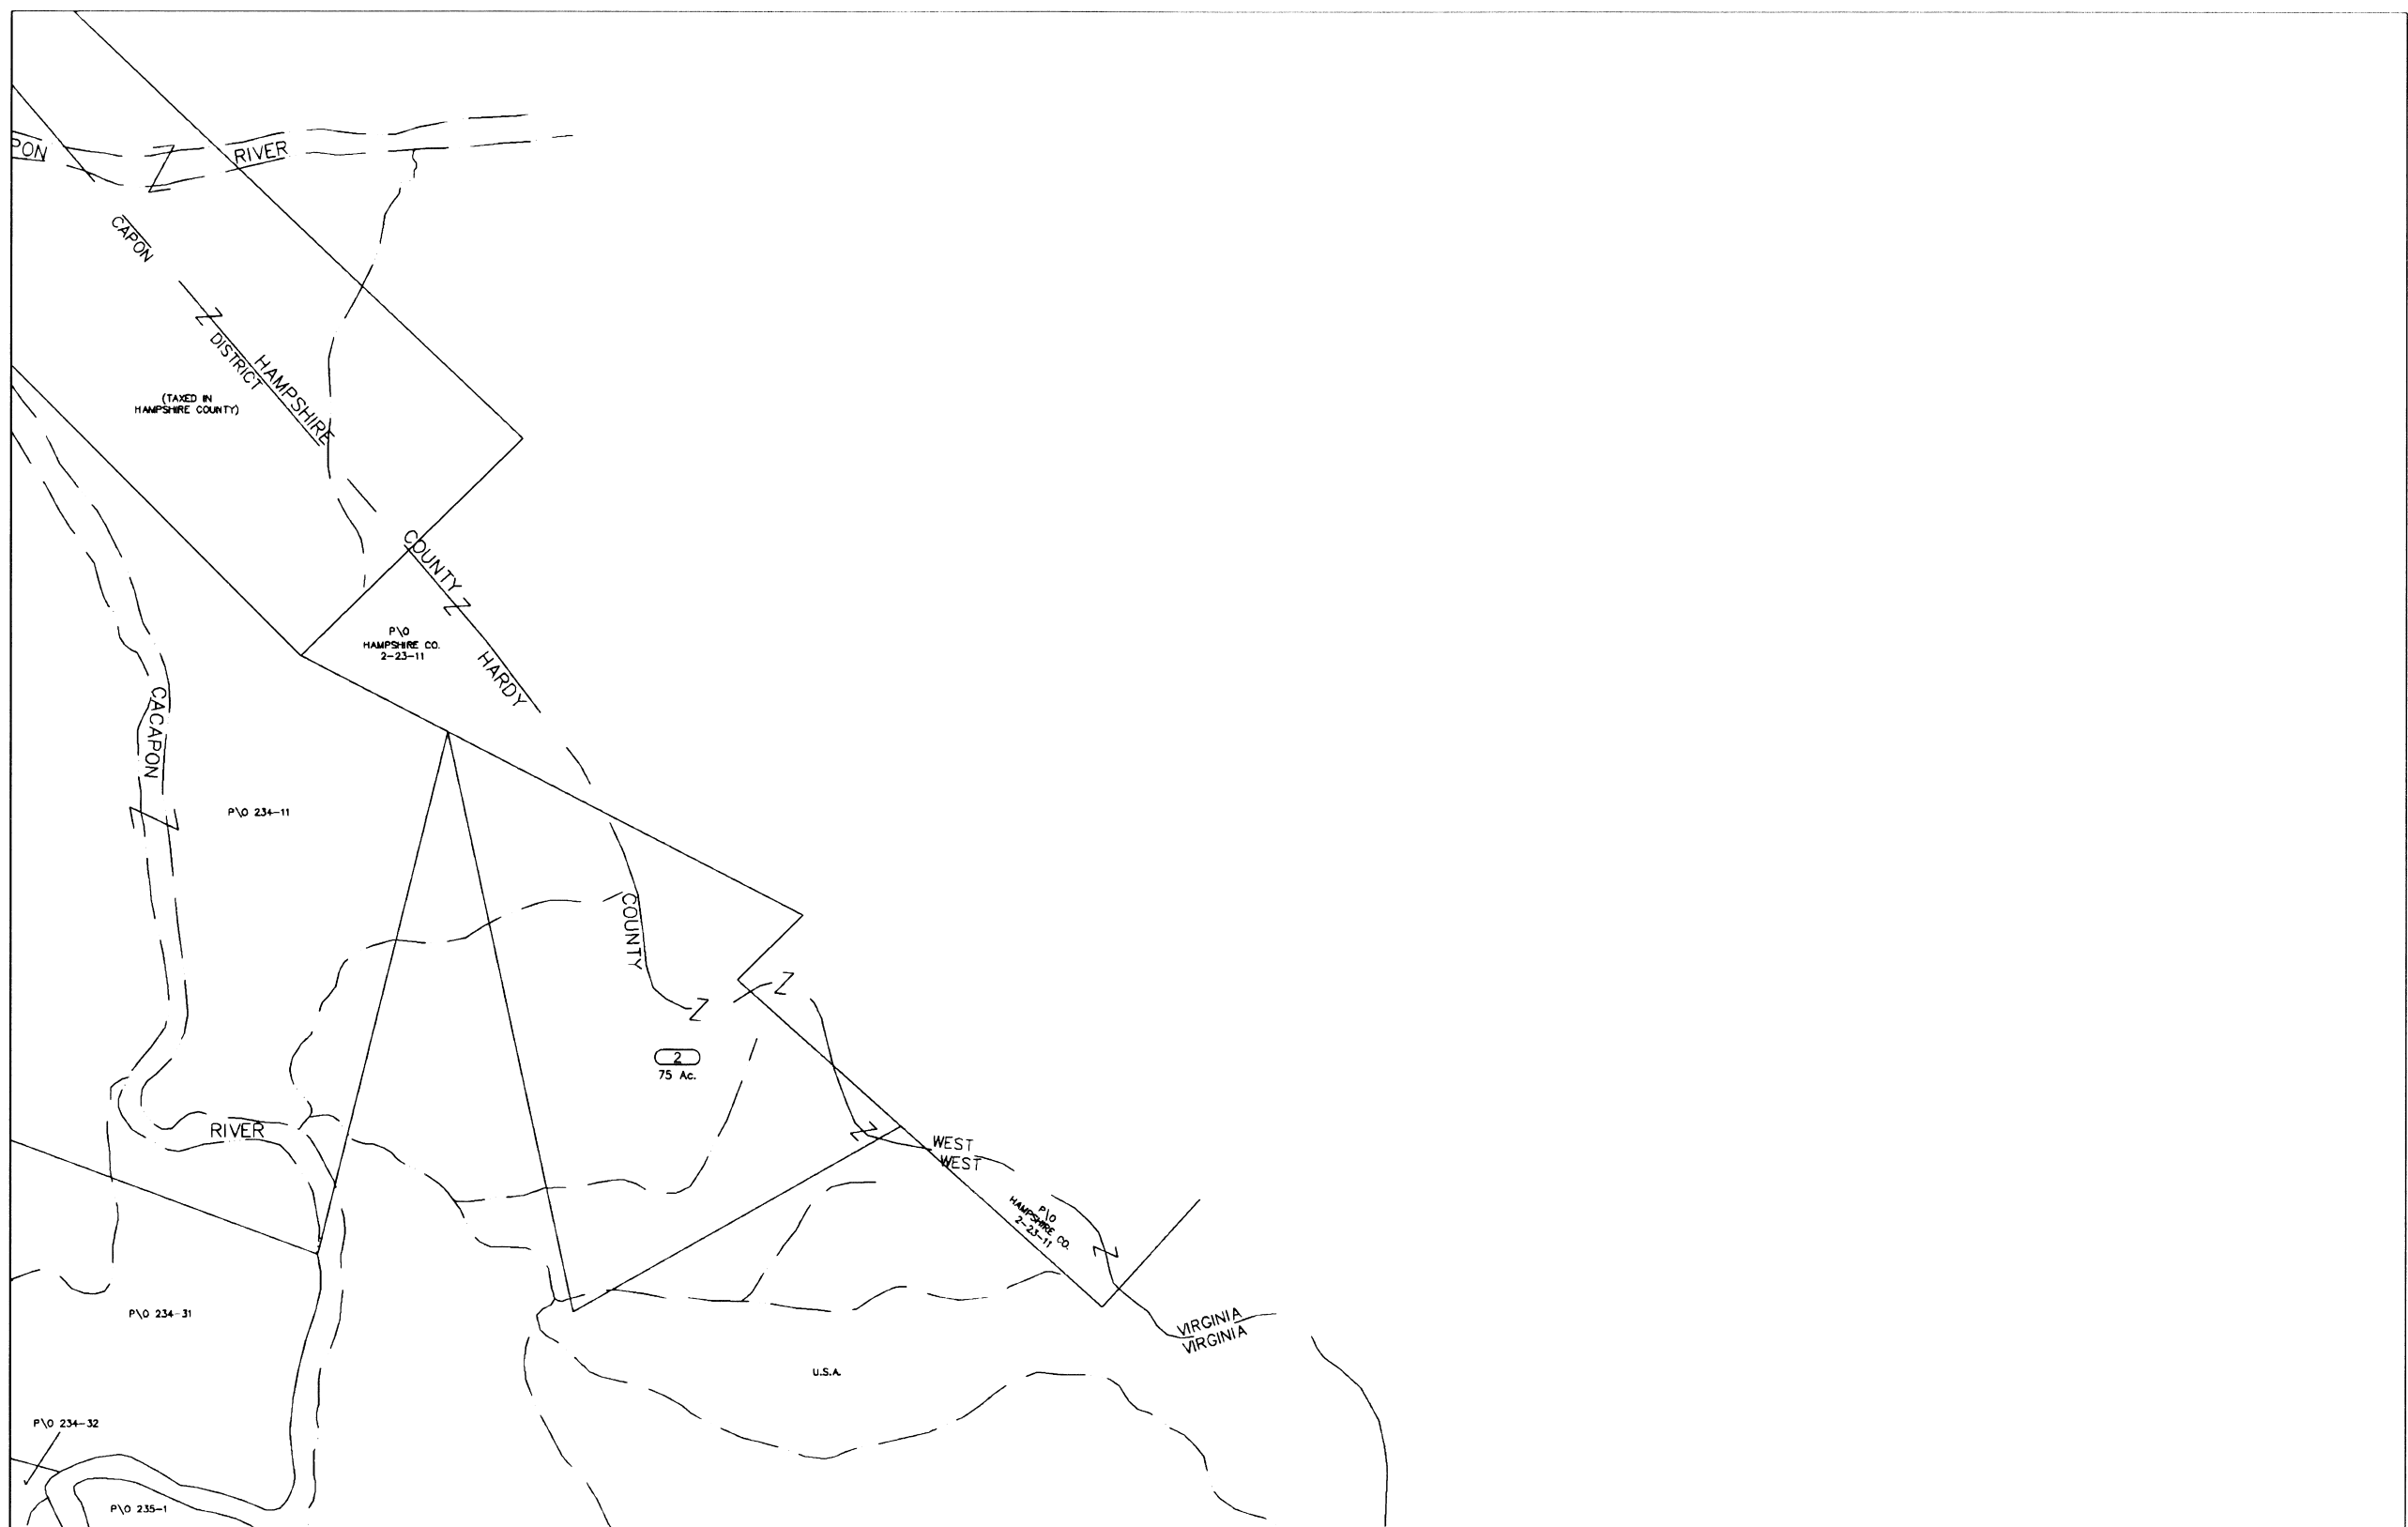 PON
RIVER
CAPON
DISTRICT
HAMPSHIRE
(TAXED IN
HAMPSHIRE COUNTY)
COUNTY
P\O
HAMPSHIRE CO.
2-23-11
HARDY
CACAPON
P\O 234-11
COUNTY
2
75 Ac.
RIVER
WEST
WEST
P\O
HAMPSHIRE CO.
2-23-11
P\O 234-31
VIRGINIA
VIRGINIA
U.S.A.
P\O 234-32
P\O 235-1